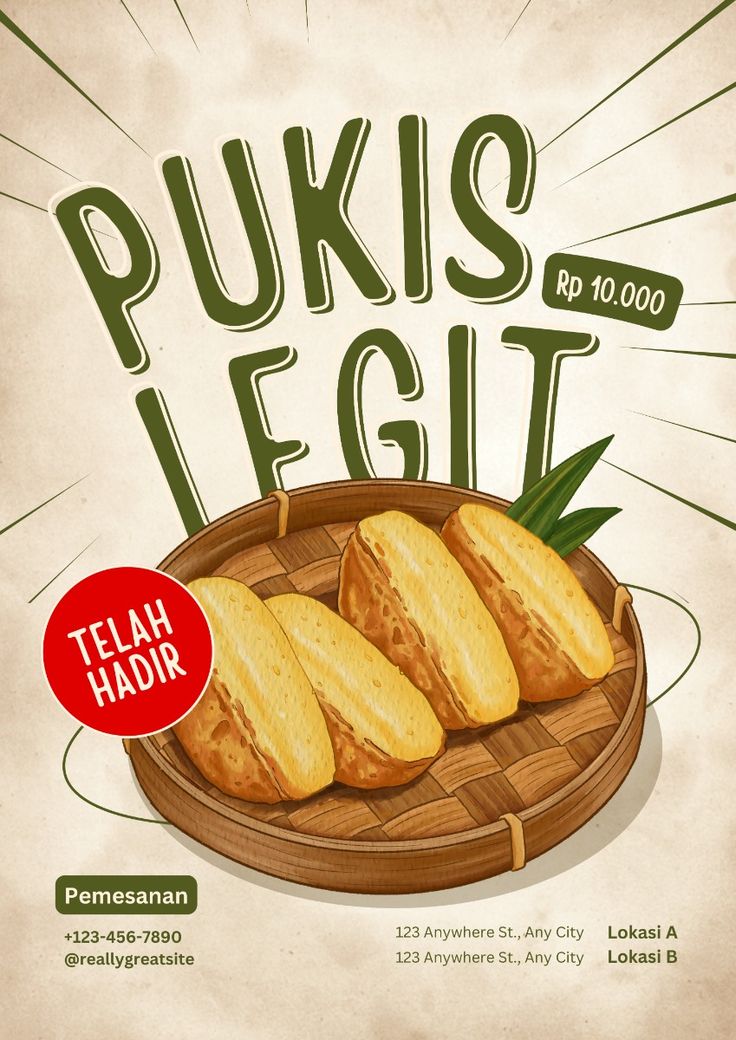 PUKIS
Rp 10.000
LEGIT
TELAH
HADIR
Pemesanan
+123-456-7890
@reallygreatsite
123 Anywhere St., Any City Lokasi A
123 Anywhere St., Any City Lokasi B